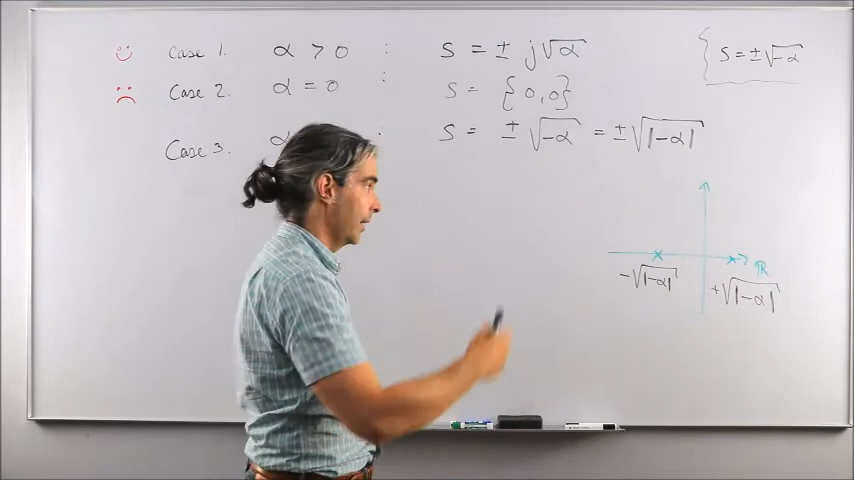 Case 1. α > 0 : S = ± j√α
S = ±√-α
Case 2. α = 0 : S = {0,0}
Case 3. α : S = ± √-α = ±√|-α|
ℝ
-√|-α| +√|-α|